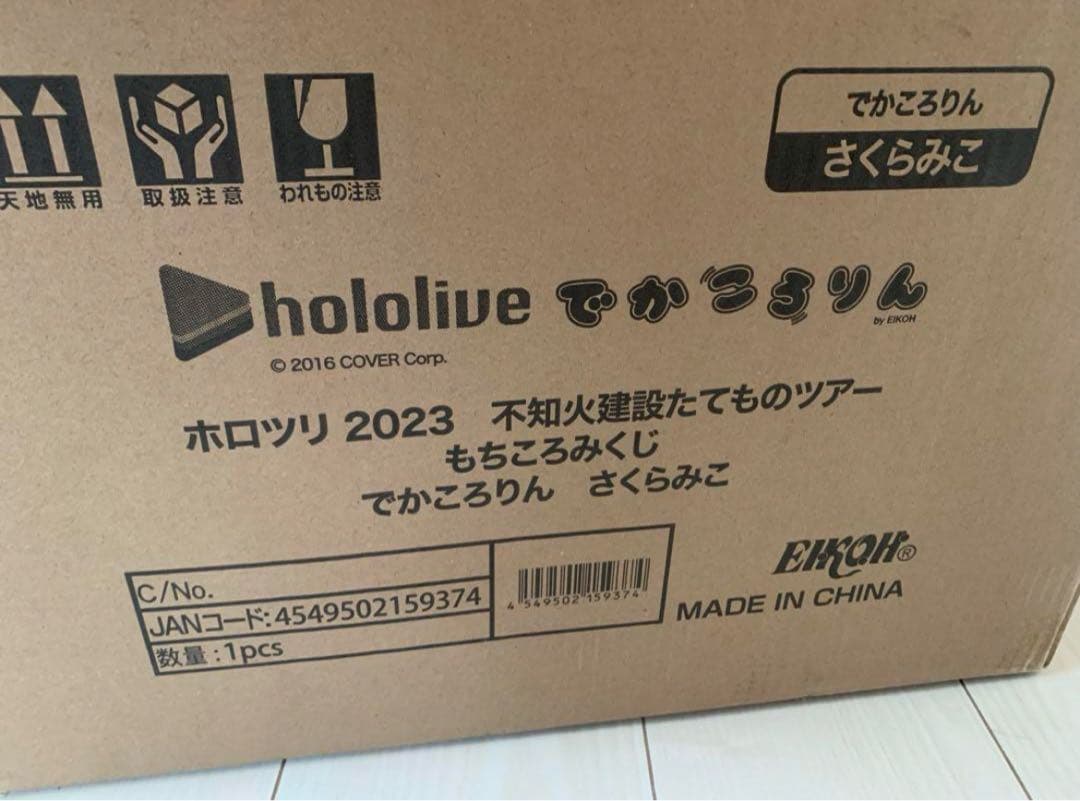 天地無用
取扱注意
われもの注意
でかころりん
さくらみこ
hololive でかころりん
by EIKOH
© 2016 COVER Corp.
ホロツリ 2023 不知火建設たてものツアー
もちころみくじ
でかころりん さくらみこ
C/No.
JANコード:4549502159374
数量:1pcs
4 549502 159374
EIKOH®
MADE IN CHINA